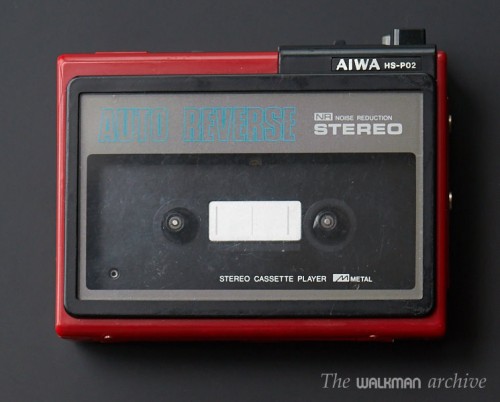 AIWA HS-P02
AUTO REVERSE
NR NOISE REDUCTION
STEREO
STEREO CASSETTE PLAYER METAL
The WALKMAN archive